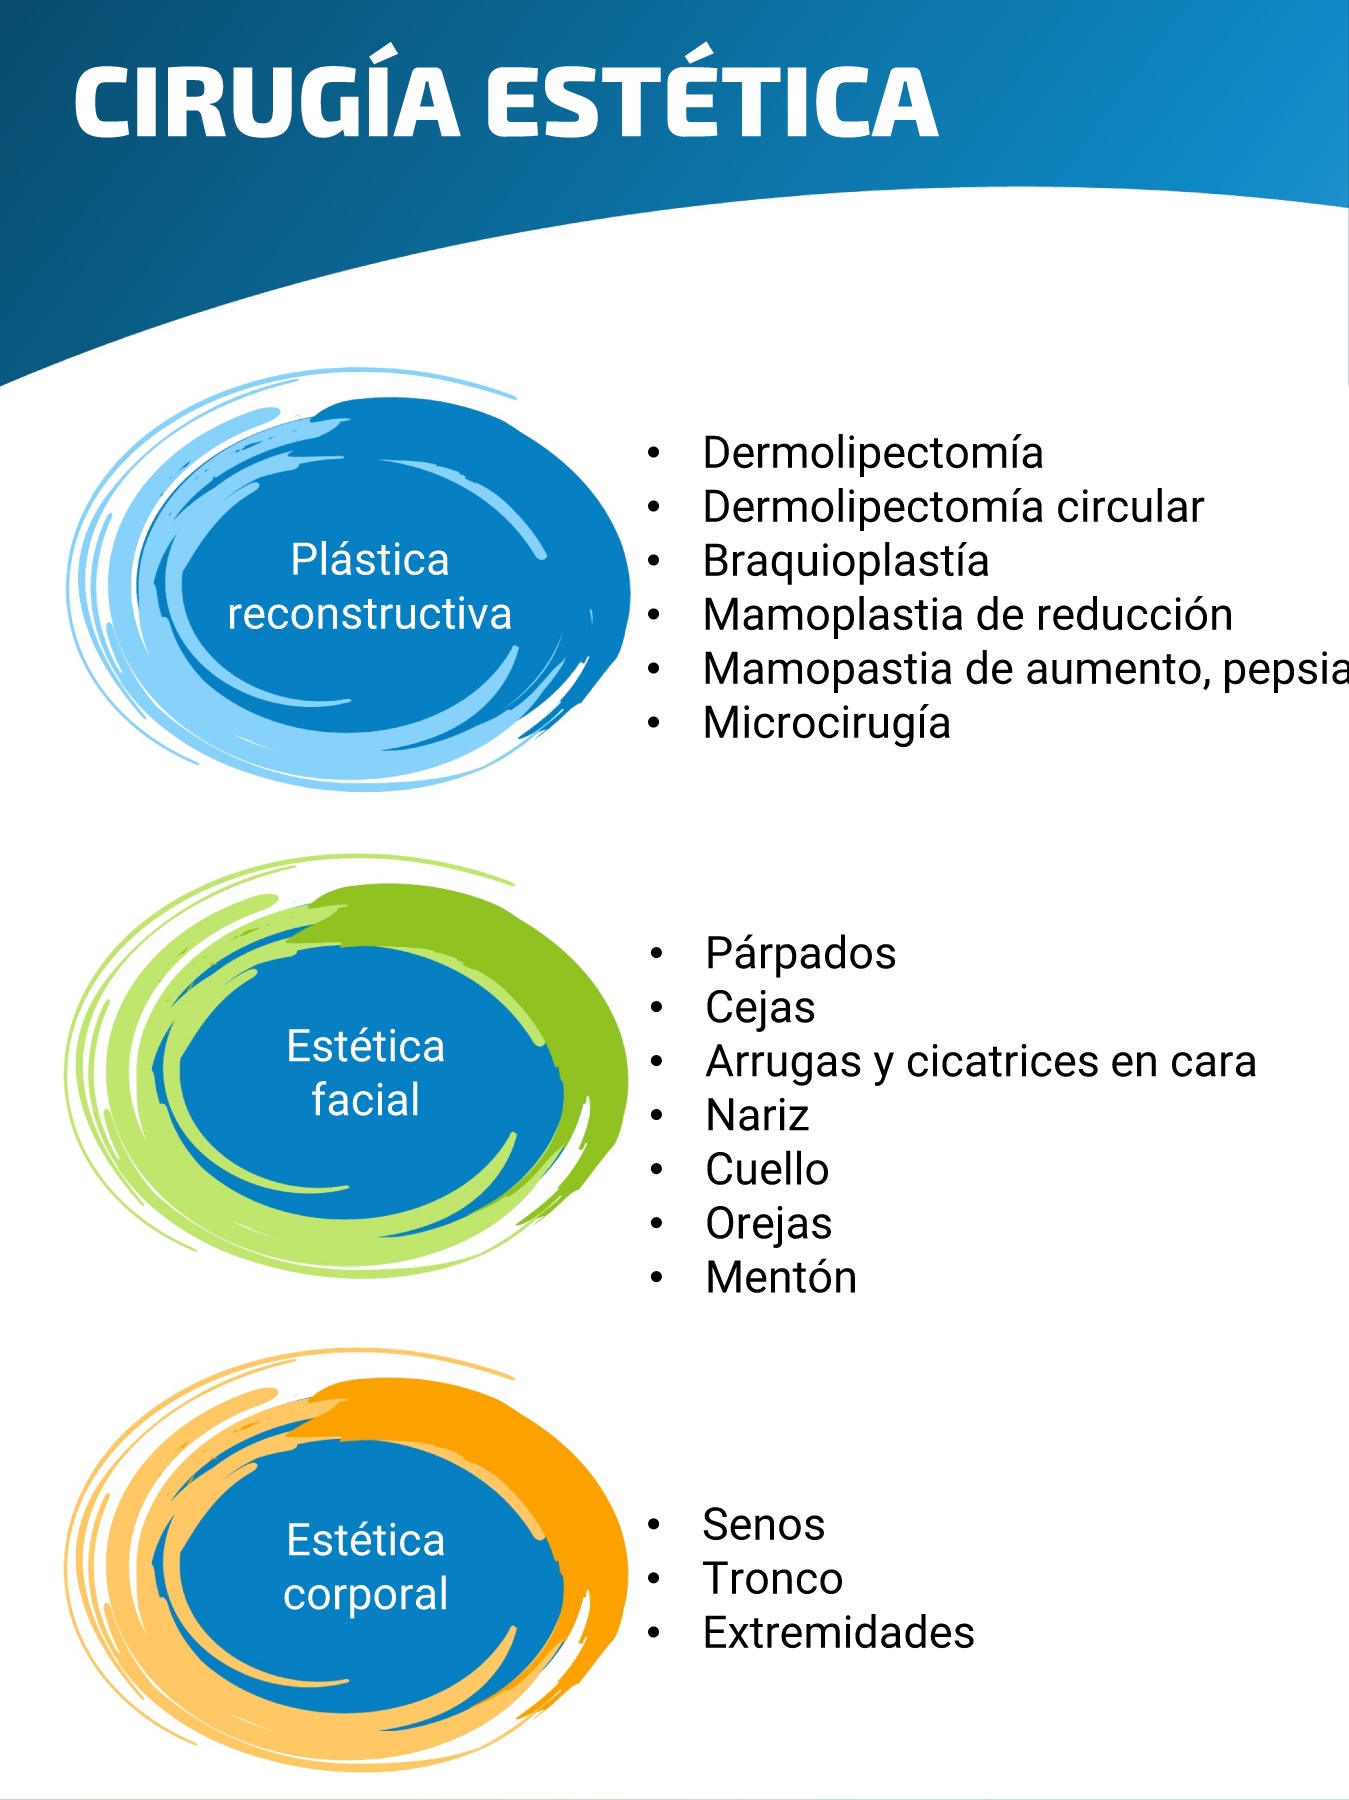 CIRUGÍA ESTÉTICA
Plástica
reconstructiva
• Dermolipectomía
• Dermolipectomía circular
• Braquioplastía
• Mamoplastia de reducción
• Mamopastia de aumento, pepsia
• Microcirugía
Estética
facial
• Párpados
• Cejas
• Arrugas y cicatrices en cara
• Nariz
• Cuello
• Orejas
• Mentón
Estética
corporal
• Senos
• Tronco
• Extremidades